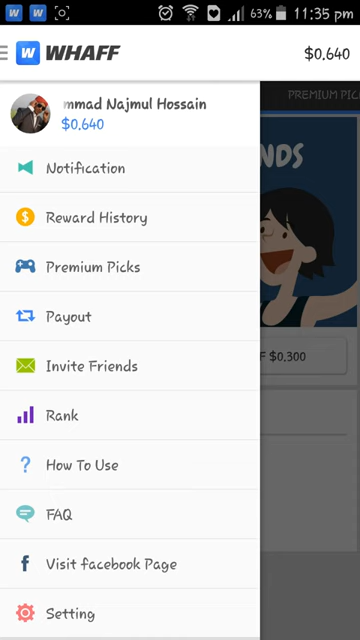 63% 11:35 pm
WHAFF $0.640
PREMIUM PIC
mmad Najmul Hossain
$0.640
NDS
Notification
Reward History
Premium Picks
Payout
F $0.300
Invite Friends
Rank
How To Use
FAQ
Visit facebook Page
Setting